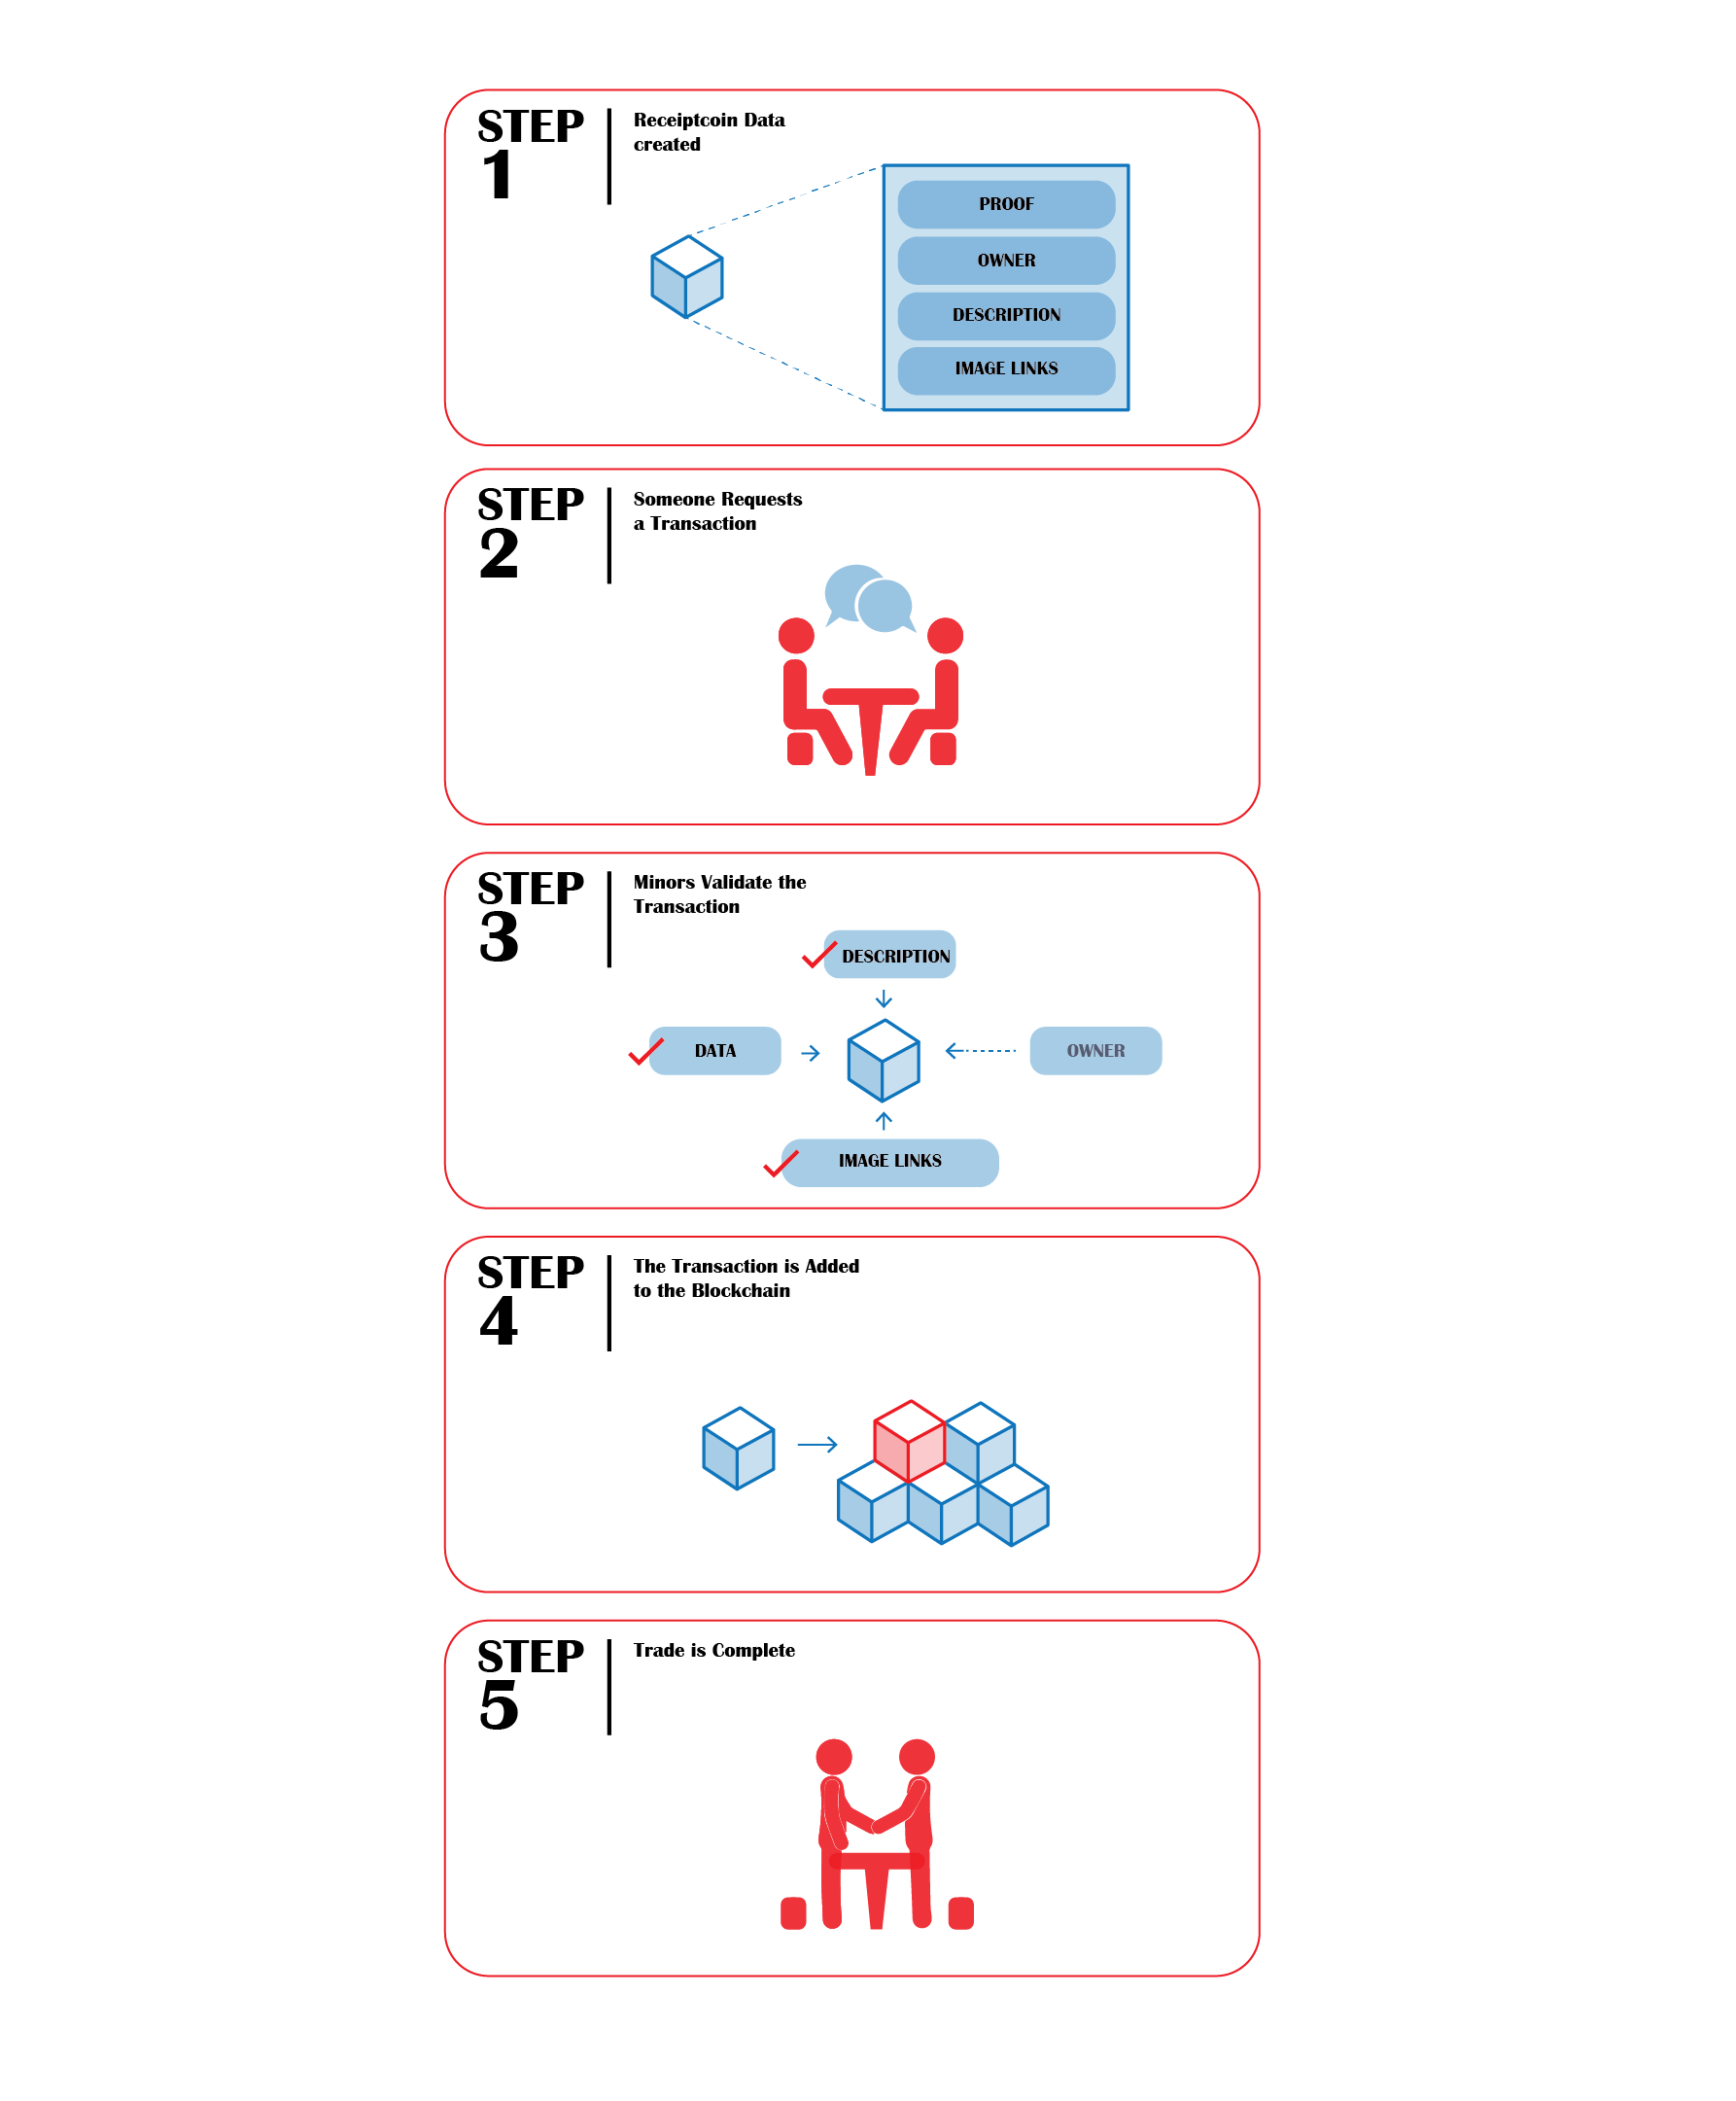 STEP
1
Receiptcoin Data
created
PROOF
OWNER
DESCRIPTION
IMAGE LINKS
STEP
2
Someone Requests
a Transaction
STEP
3
Minors Validate the
Transaction
DESCRIPTION
DATA
OWNER
IMAGE LINKS
STEP
4
The Transaction is Added
to the Blockchain
STEP
5
Trade is Complete